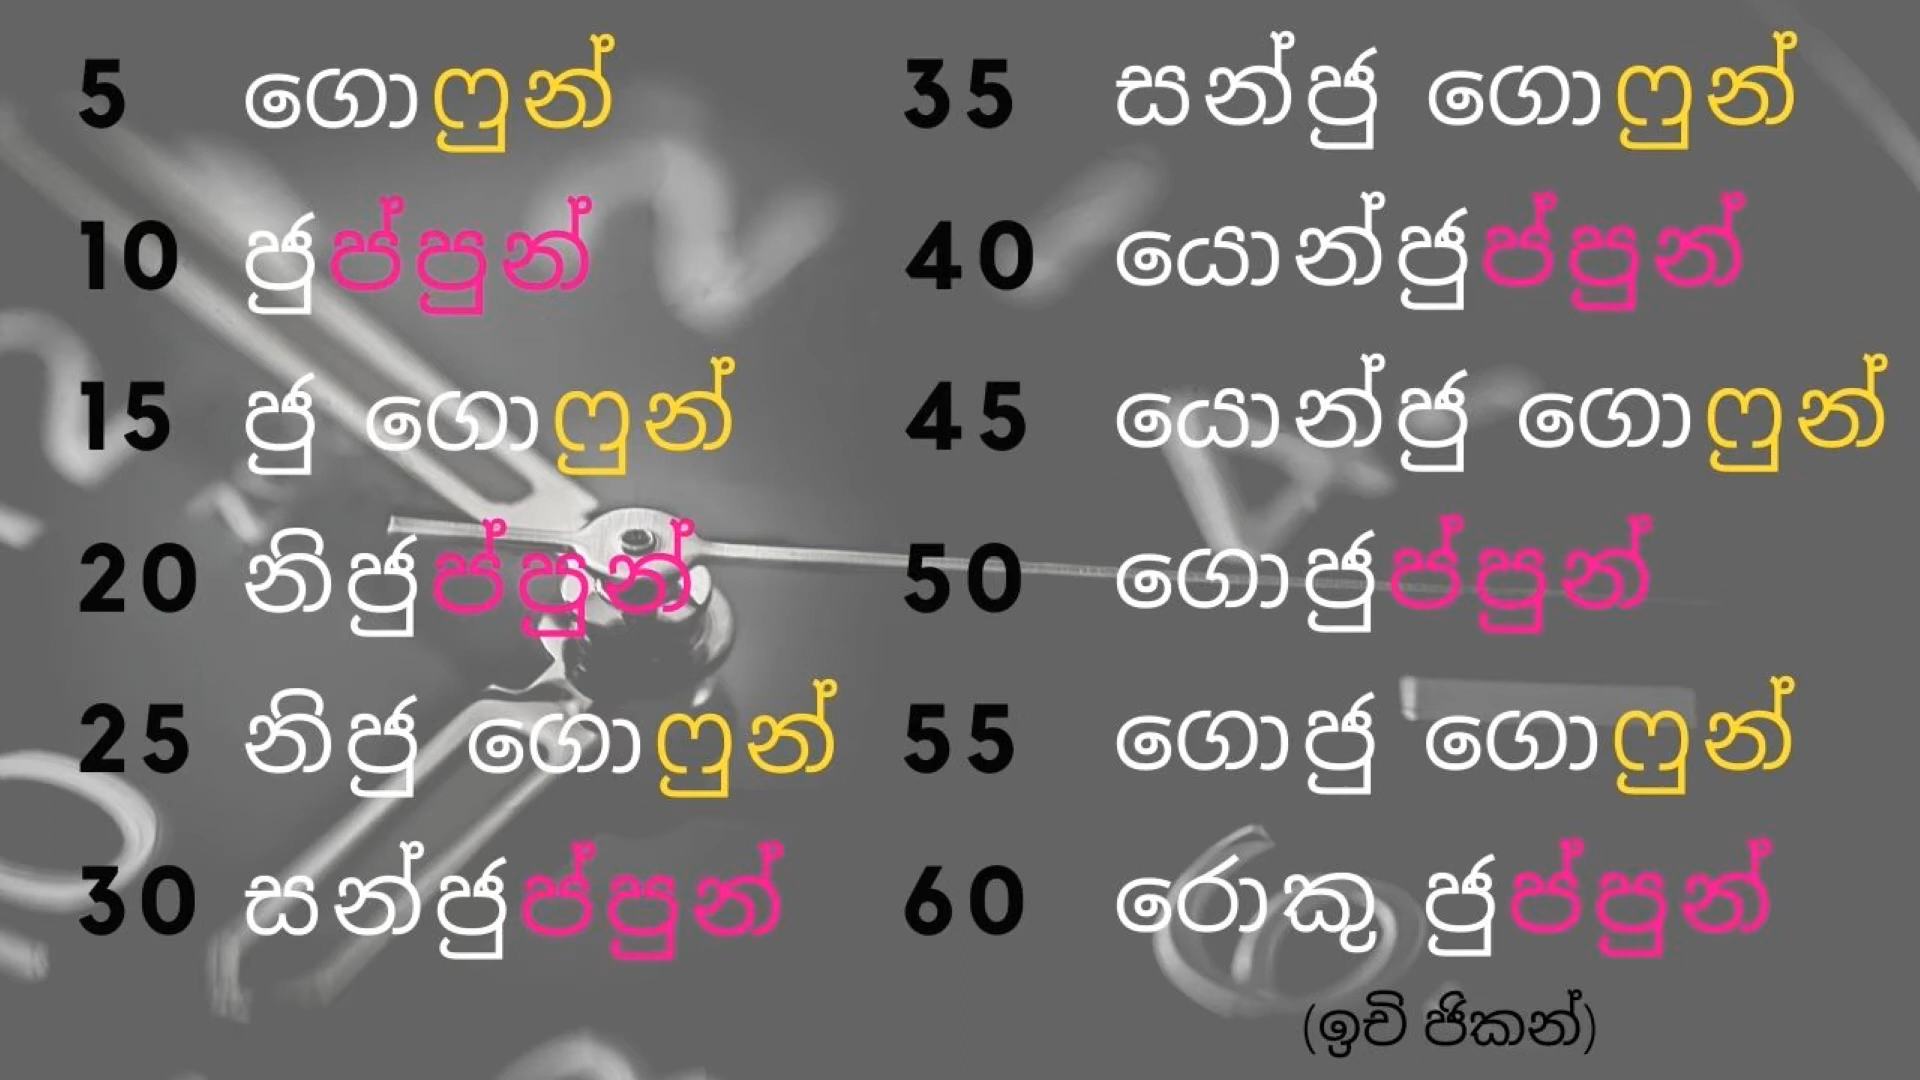 5 ගොෆුන්
10 ජුප්පුන්
15 ජු ගොෆුන්
20 නිජුප්පුන්
25 නිජු ගොෆුන්
30 සන්ජුප්පුන්
35 සන්ජු ගොෆුන්
40 යොන්ජුප්පුන්
45 යොන්ජු ගොෆුන්
50 ගොජුප්පුන්
55 ගොජු ගොෆුන්
60 රොකු ජුප්පුන්
(ඉචි ජිකන්)